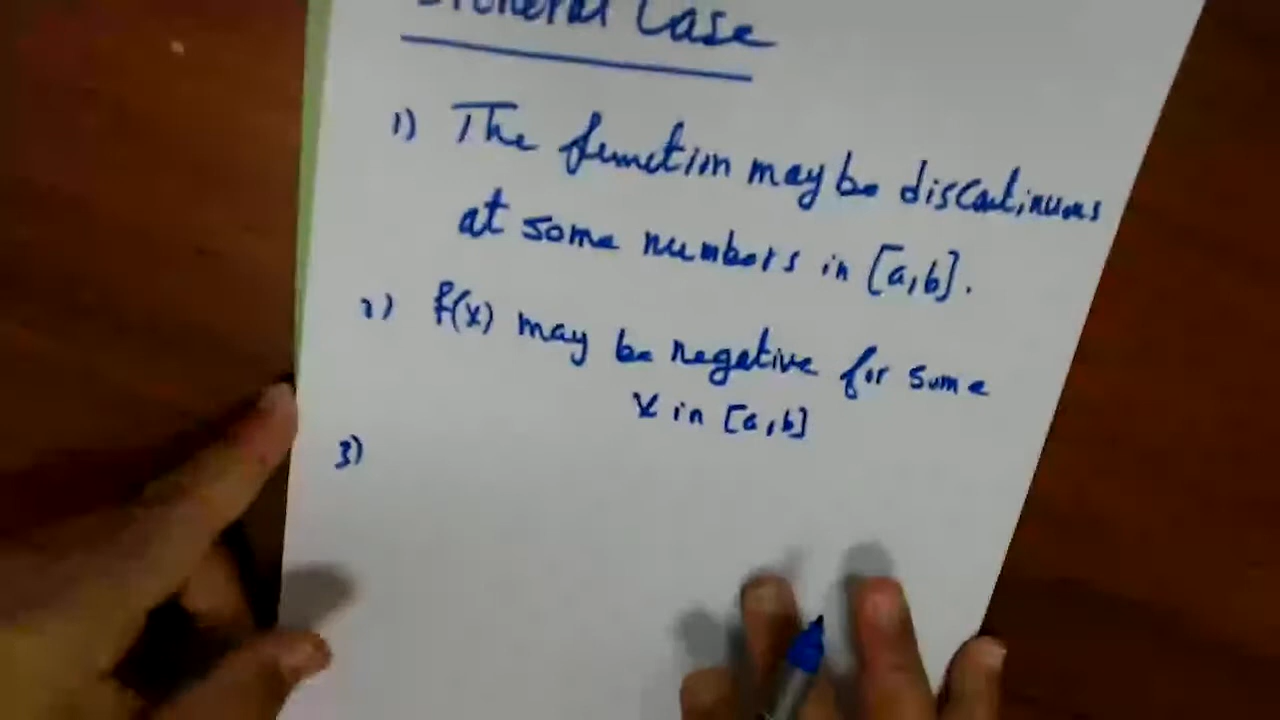 General Case
1) The function may be discontinuous
at some numbers in [a,b].
2) f(x) may be negative for some
x in [a,b]
3)